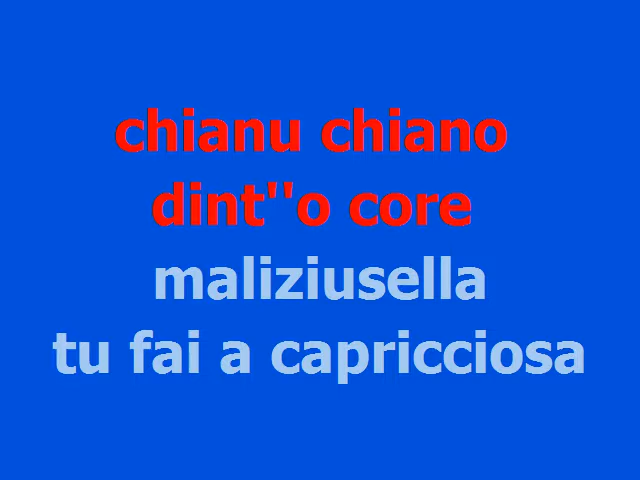 chianu chiano
dint''o core
maliziusella
tu fai a capricciosa